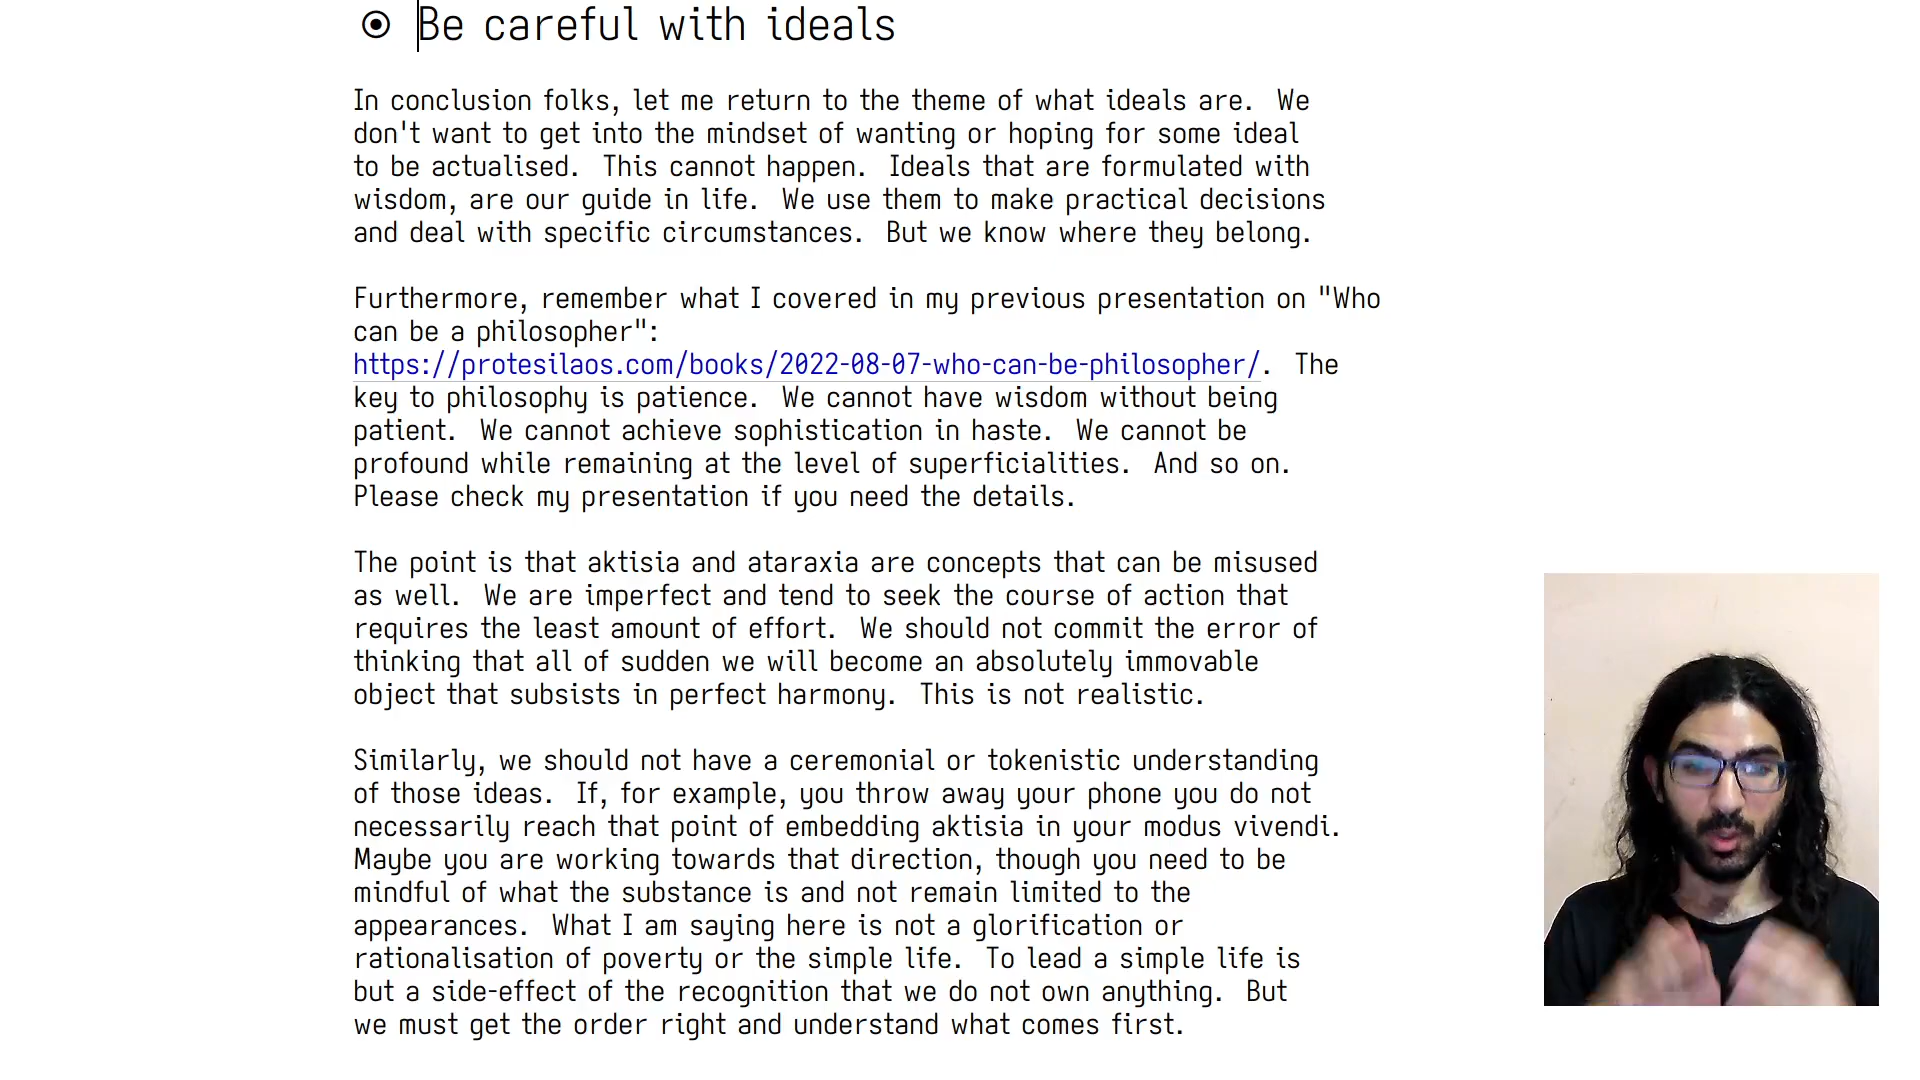 Be careful with ideals
In conclusion folks, let me return to the theme of what ideals are.  We
don't want to get into the mindset of wanting or hoping for some ideal
to be actualised.  This cannot happen.  Ideals that are formulated with
wisdom, are our guide in life.  We use them to make practical decisions
and deal with specific circumstances.  But we know where they belong.
Furthermore, remember what I covered in my previous presentation on "Who
can be a philosopher":
https://protesilaos.com/books/2022-08-07-who-can-be-philosopher/.  The
key to philosophy is patience.  We cannot have wisdom without being
patient.  We cannot achieve sophistication in haste.  We cannot be
profound while remaining at the level of superficialities.  And so on.
Please check my presentation if you need the details.
The point is that aktisia and ataraxia are concepts that can be misused
as well.  We are imperfect and tend to seek the course of action that
requires the least amount of effort.  We should not commit the error of
thinking that all of sudden we will become an absolutely immovable
object that subsists in perfect harmony.  This is not realistic.
Similarly, we should not have a ceremonial or tokenistic understanding
of those ideas.  If, for example, you throw away your phone you do not
necessarily reach that point of embedding aktisia in your modus vivendi.
Maybe you are working towards that direction, though you need to be
mindful of what the substance is and not remain limited to the
appearances.  What I am saying here is not a glorification or
rationalisation of poverty or the simple life.  To lead a simple life is
but a side-effect of the recognition that we do not own anything.  But
we must get the order right and understand what comes first.